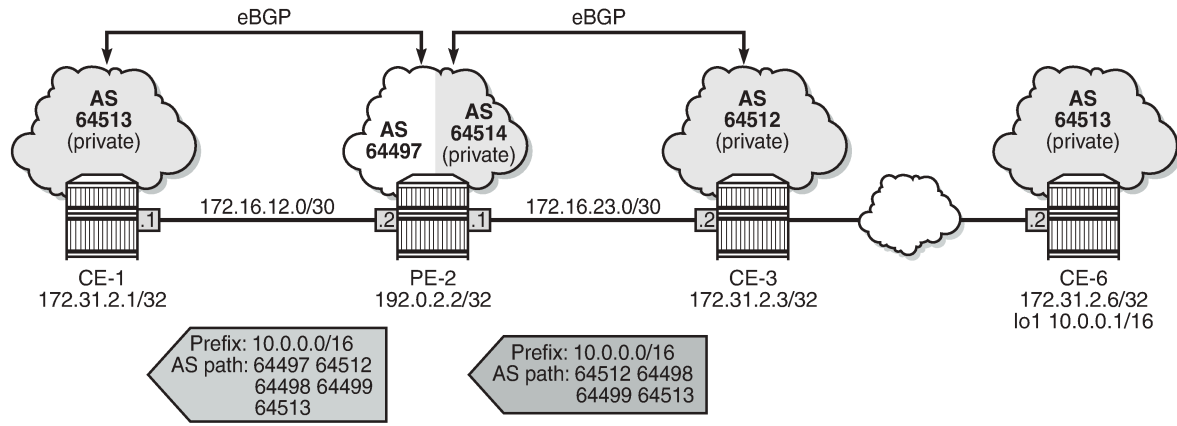 eBGP
eBGP
AS
64513
(private)
AS
64497
AS
64514
(private)
AS
64512
(private)
AS
64513
(private)
.1
172.16.12.0/30
.2
.1
172.16.23.0/30
.2
.2
CE-1
172.31.2.1/32
PE-2
192.0.2.2/32
CE-3
172.31.2.3/32
CE-6
172.31.2.6/32
lo1 10.0.0.1/16
Prefix: 10.0.0.0/16
AS path: 64497 64512
64498 64499
64513
Prefix: 10.0.0.0/16
AS path: 64512 64498
64499 64513